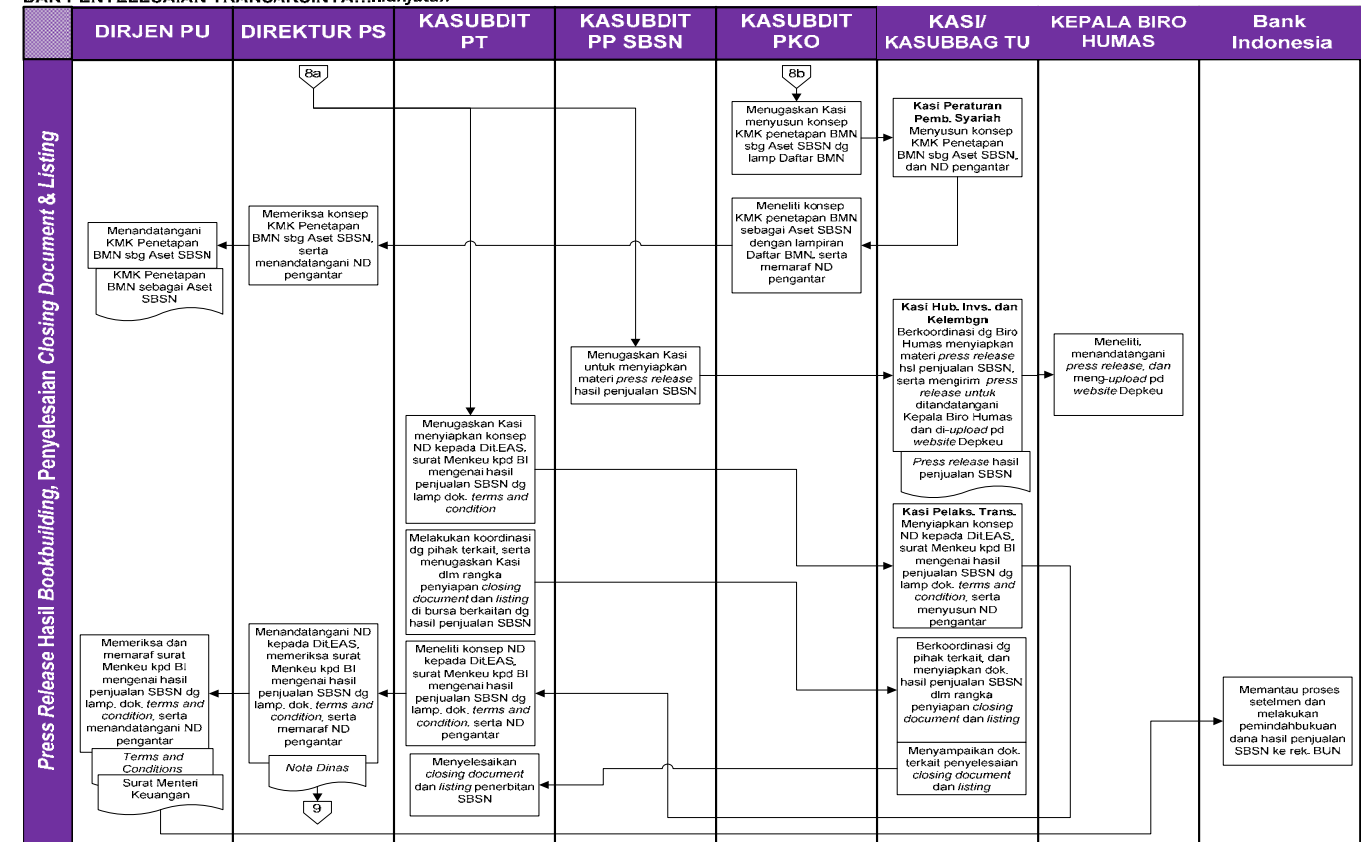 DIRJEN PU
DIREKTUR PS
KASUBDIT
PT
KASUBDIT
PP SBSN
KASUBDIT
PKO
KASI/
KASUBBAG TU
KEPALA BIRO
HUMAS
Bank
Indonesia
Press Release Hasil Bookbuilding, Penyelesaian Closing Document & Listing
8a
8b
Menugaskan Kasi
menyusun konsep
KMK penetapan BMN
sbg Aset SBSN dg
lamp Daftar BMN
Kasi Peraturan
Pemb. Syariah
Menyusun konsep
KMK Penetapan
BMN sbg Aset SBSN,
dan ND pengantar
Meneliti konsep
KMK penetapan BMN
sebagai Aset SBSN
dengan lampiran
Daftar BMN, serta
memaraf ND
pengantar
Memeriksa konsep
KMK Penetapan
BMN sbg Aset SBSN,
serta
menandatangani ND
pengantar
Menandatangani
KMK Penetapan
BMN sbg Aset SBSN
KMK Penetapan
BMN sebagai Aset
SBSN
Menugaskan Kasi
untuk menyiapkan
materi press release
hasil penjualan SBSN
Kasi Hub. Invs. dan
Kelembgn
Berkoordinasi dg Biro
Humas menyiapkan
materi press release
hsl penjualan SBSN,
serta mengirim press
release untuk
ditandatangani
Kepala Biro Humas
dan di-upload pd
website Depkeu
Press release hasil
penjualan SBSN
Meneliti,
menandatangani
press release, dan
meng-upload pd
website Depkeu
Menugaskan Kasi
menyiapkan konsep
ND kepada Dit.EAS,
surat Menkeu kpd BI
mengenai hasil
penjualan SBSN dg
lamp dok. terms and
condition
Kasi Pelaks. Trans.
Menyiapkan konsep
ND kepada Dit.EAS,
surat Menkeu kpd BI
mengenai hasil
penjualan SBSN dg
lamp dok. terms and
condition, serta
menyusun ND
pengantar
Melakukan koordinasi
dg pihak terkait, serta
menugaskan Kasi
dlm rangka
penyiapan closing
document dan listing
di bursa berkaitan dg
hasil penjualan SBSN
Berkoordinasi dg
pihak terkait, dan
menyiapkan dok.
hasil penjualan SBSN
dlm rangka
penyiapan closing
document dan listing
Meneliti konsep ND
kepada Dit.EAS,
surat Menkeu kpd BI
mengenai hasil
penjualan SBSN dg
lamp. dok. terms and
condition, serta ND
pengantar
Menandatangani ND
kepada Dit.EAS,
memeriksa surat
Menkeu kpd BI
mengenai hasil
penjualan SBSN dg
lamp. dok. terms and
condition, serta
memaraf ND
pengantar
Nota Dinas
9
Memeriksa dan
memaraf surat
Menkeu kpd BI
mengenai hasil
penjualan SBSN dg
lamp. dok. terms and
condition, serta
menandatangani ND
pengantar
Terms and
Conditions
Surat Menteri
Keuangan
Menyampaikan dok.
terkait penyelesaian
closing document
dan listing
Menyelesaikan
closing document
dan listing penerbitan
SBSN
Memantau proses
setelmen dan
melakukan
pemindahbukuan
dana hasil penjualan
SBSN ke rek. BUN